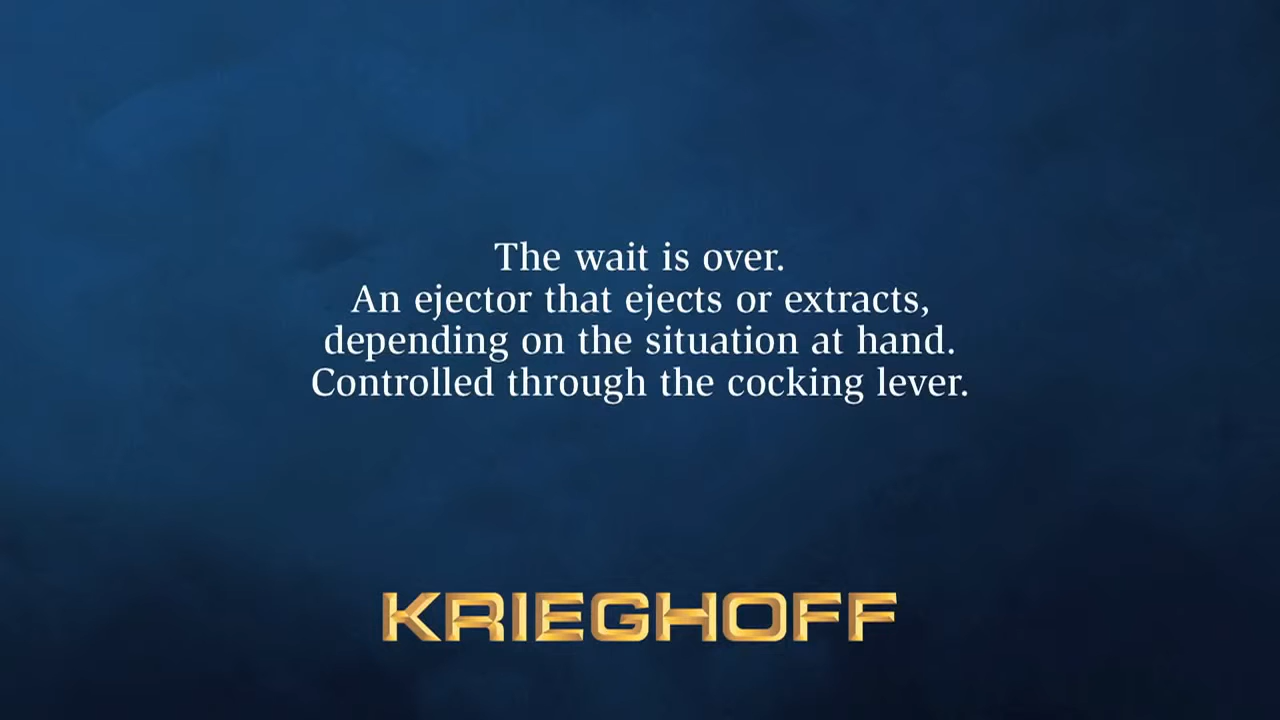 The wait is over.
An ejector that ejects or extracts,
depending on the situation at hand.
Controlled through the cocking lever.
KRIEGHOFF